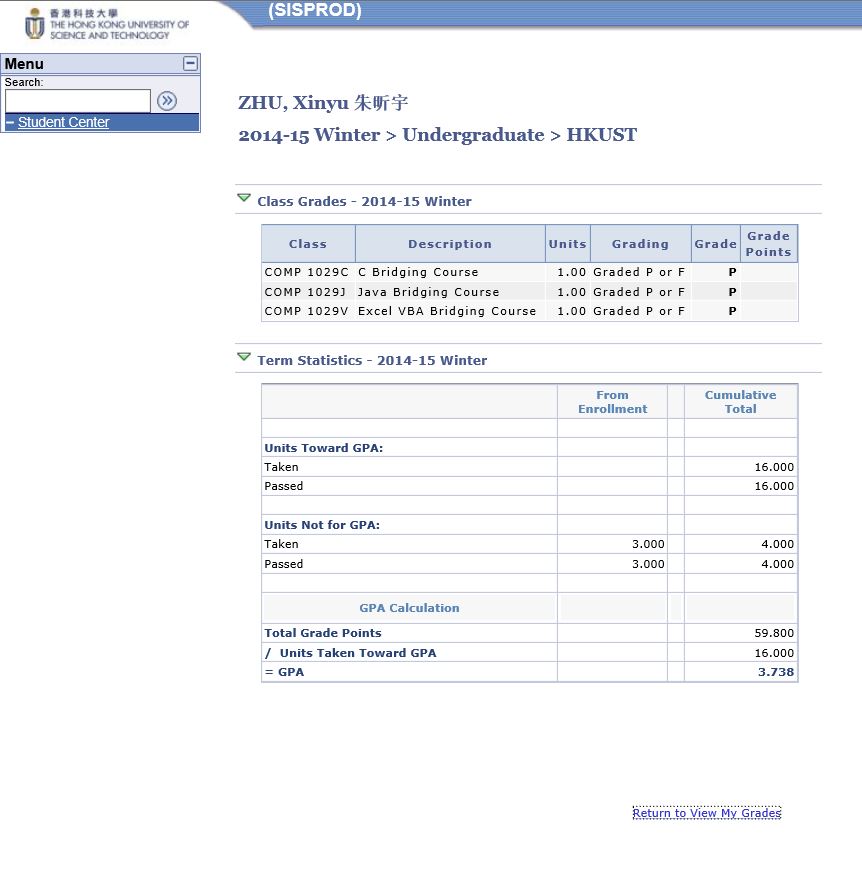 香港科技大學
THE HONG KONG UNIVERSITY OF
SCIENCE AND TECHNOLOGY
(SISPROD)
Menu
Search:
Student Center
ZHU, Xinyu 朱昕宇
2014-15 Winter > Undergraduate > HKUST
Class Grades - 2014-15 Winter
Class Description Units Grading Grade Grade Points
COMP 1029C C Bridging Course 1.00 Graded P or F P
COMP 1029J Java Bridging Course 1.00 Graded P or F P
COMP 1029V Excel VBA Bridging Course 1.00 Graded P or F P
Term Statistics - 2014-15 Winter
From Enrollment Cumulative Total
Units Toward GPA:
Taken 16.000
Passed 16.000
Units Not for GPA:
Taken 3.000 4.000
Passed 3.000 4.000
GPA Calculation
Total Grade Points 59.800
/ Units Taken Toward GPA 16.000
= GPA 3.738
Return to View My Grades